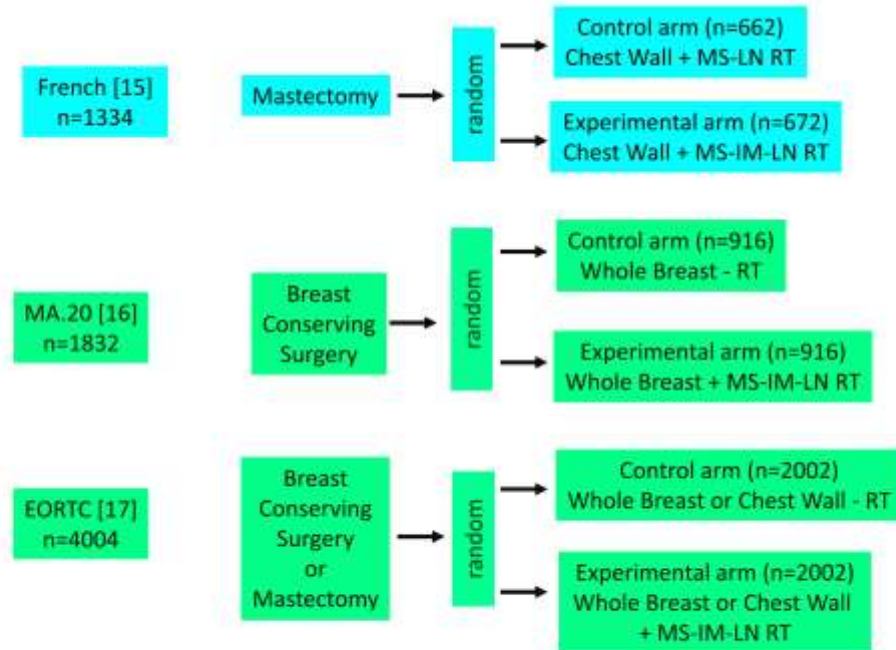 French [15]
n=1334
Mastectomy
random
Control arm (n=662)
Chest Wall + MS-LN RT
Experimental arm (n=672)
Chest Wall + MS-IM-LN RT
MA.20 [16]
n=1832
Breast
Conserving
Surgery
random
Control arm (n=916)
Whole Breast - RT
Experimental arm (n=916)
Whole Breast + MS-IM-LN RT
EORTC [17]
n=4004
Breast
Conserving
Surgery
or
Mastectomy
random
Control arm (n=2002)
Whole Breast or Chest Wall - RT
Experimental arm (n=2002)
Whole Breast or Chest Wall
+ MS-IM-LN RT